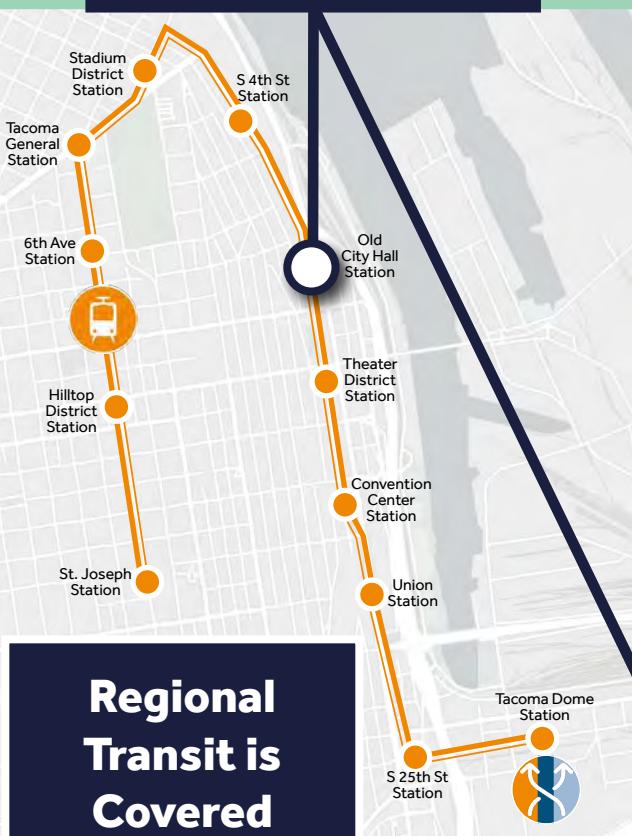 Stadium
District
Station
S 4th St
Station
Tacoma
General
Station
6th Ave
Station
Old
City Hall
Station
Theater
District
Station
Hilltop
District
Station
Convention
Center
Station
St. Joseph
Station
Union
Station
Tacoma Dome
Station
S 25th St
Station
Regional
Transit is
Covered